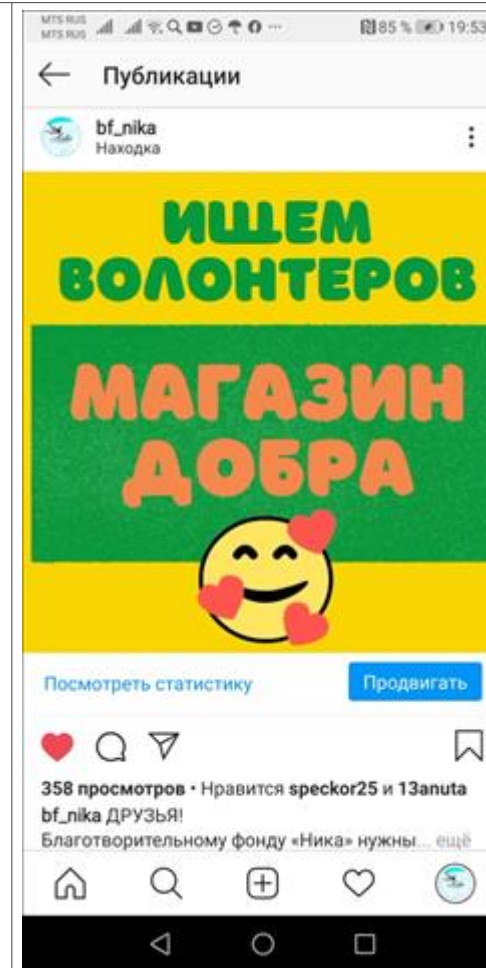 MTS RUS
MTS RUS
85 % 19:53
Публикации
bf_nika
Находка
ИЩЕМ
ВОЛОНТЕРОВ
МАГАЗИН
ДОБРА
Посмотреть статистику
Продвигать
358 просмотров • Нравится speckor25 и 13anuta
bf_nika ДРУЗЬЯ!
Благотворительному фонду «Ника» нужны... ещё